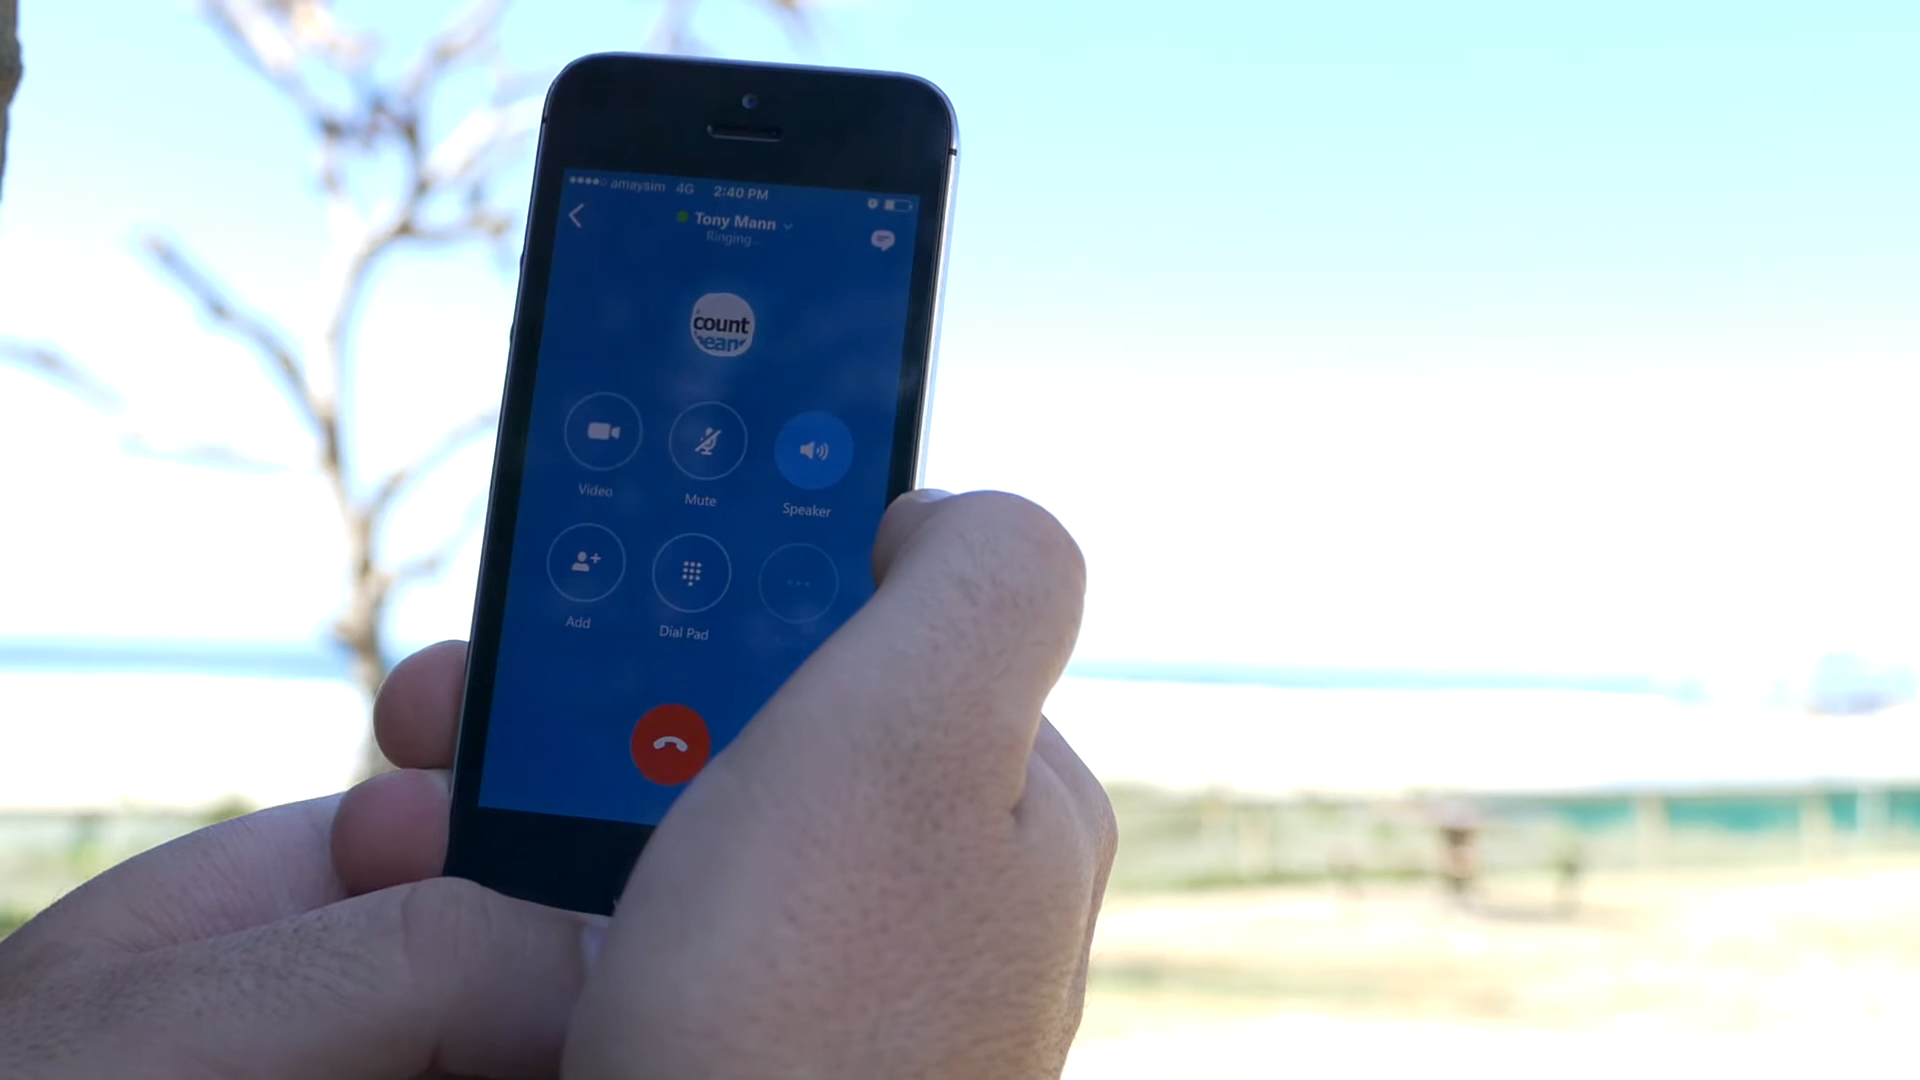 amaysim 4G 2:40 PM
Tony Mann
Ringing...
count
Video
Mute
Speaker
Add
Dial Pad